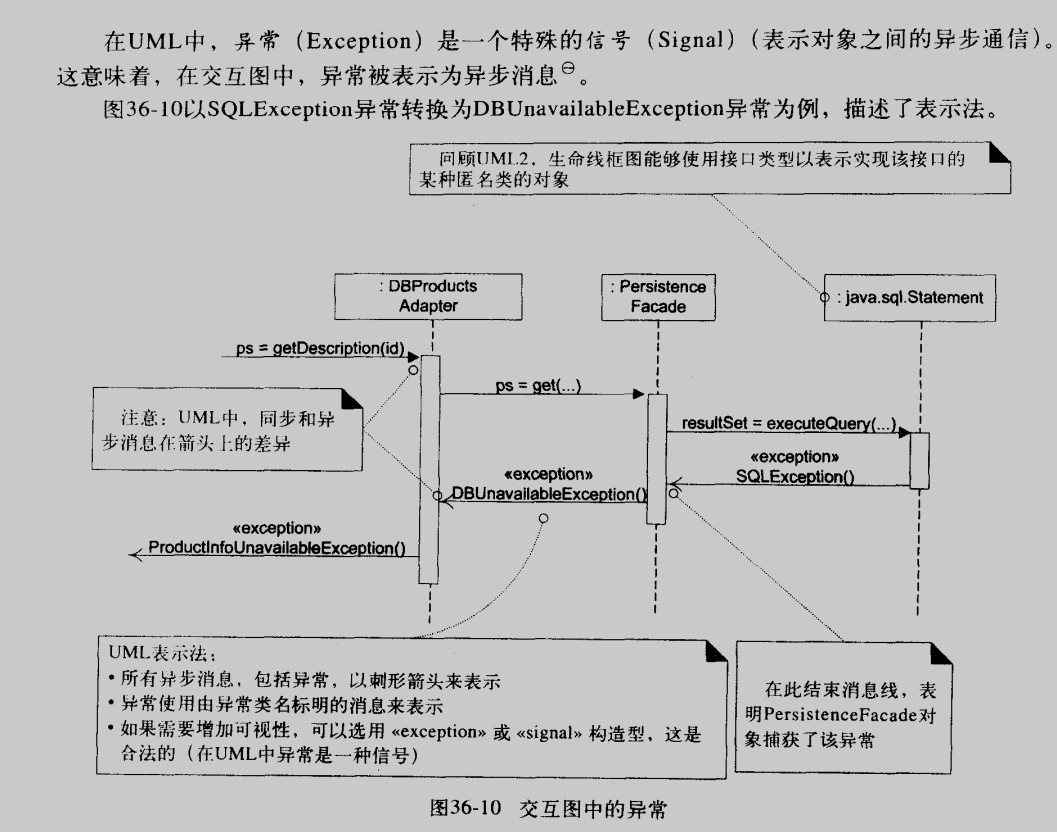 在UML中，异常（Exception）是一个特殊的信号（Signal）（表示对象之间的异步通信）。
这意味着，在交互图中，异常被表示为异步消息㊀。
图36-10以SQLException异常转换为DBUnavailableException异常为例，描述了表示法。
回顾UML2，生命线框图能够使用接口类型以表示实现该接口的
某种匿名类的对象
: DBProducts
Adapter
: Persistence
Facade
: java.sql.Statement
ps = getDescription(id)
ps = get(...)
注意：UML中，同步和异
步消息在箭头上的差异
resultSet = executeQuery(...)
«exception»
SQLException()
«exception»
DBUnavailableException()
«exception»
ProductInfoUnavailableException()
UML表示法：
• 所有异步消息，包括异常，以刺形箭头来表示
• 异常使用由异常类名标明的消息来表示
• 如果需要增加可视性，可以选用 «exception» 或 «signal» 构造型，这是
合法的（在UML中异常是一种信号）
在此结束消息线，表
明PersistenceFacade对
象捕获了该异常
图36-10 交互图中的异常